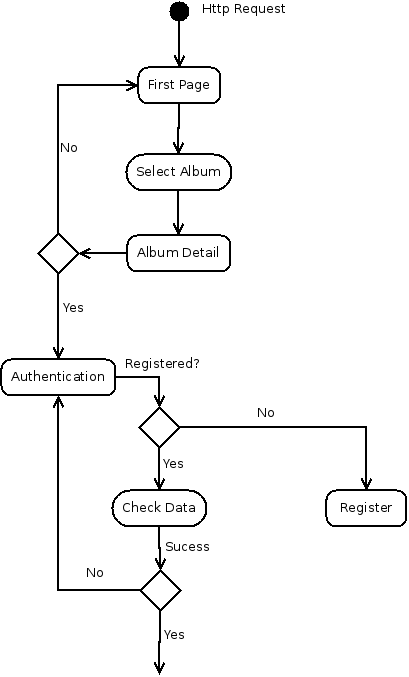 Http Request
First Page
No
Select Album
Album Detail
Yes
Registered?
Authentication
No
Yes
Check Data
Register
Sucess
No
Yes